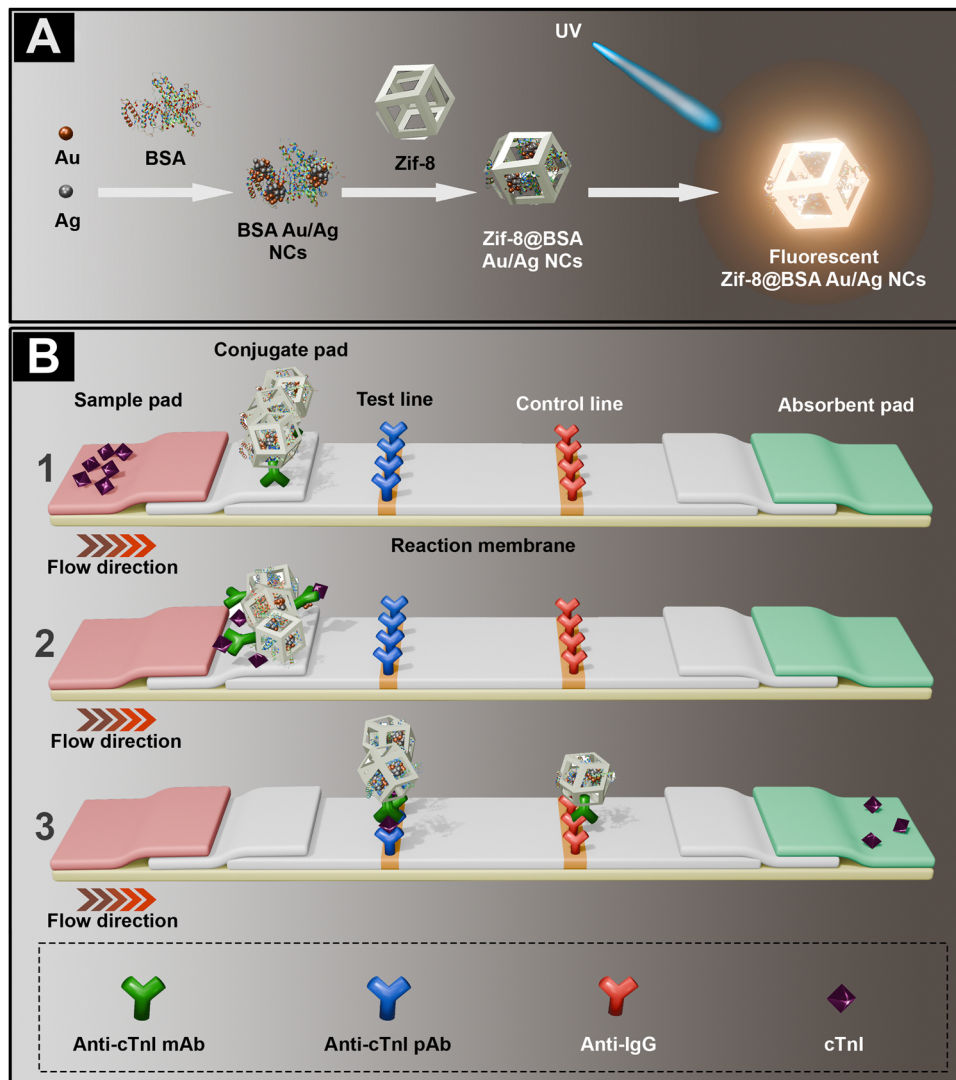 A
UV
Au
BSA
Zif-8
Ag
BSA Au/Ag
NCs
Zif-8@BSA
Au/Ag NCs
Fluorescent
Zif-8@BSA Au/Ag NCs
B
Conjugate pad
Sample pad
Test line
Control line
Absorbent pad
1
Flow direction
Reaction membrane
2
Flow direction
3
Flow direction
Anti-cTnI mAb
Anti-cTnI pAb
Anti-IgG
cTnI